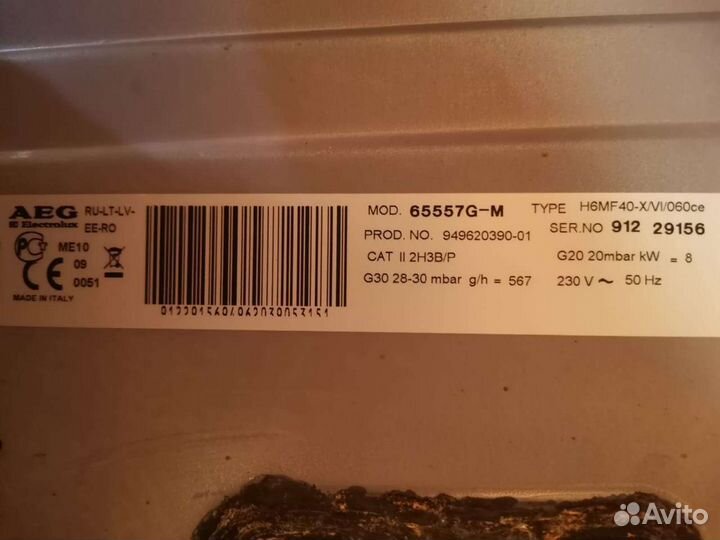 AEG
Electrolux
RU-LT-LV-
EE-RO
ME10
09
0051
CE
MADE IN ITALY
MOD. 65557G-M TYPE H6MF40-X/VI/060ce
PROD. NO. 949620390-01 SER.NO 912 29156
CAT II 2H3B/P G20 20mbar kW = 8
G30 28-30 mbar g/h = 567 230 V ~ 50 Hz
Avito